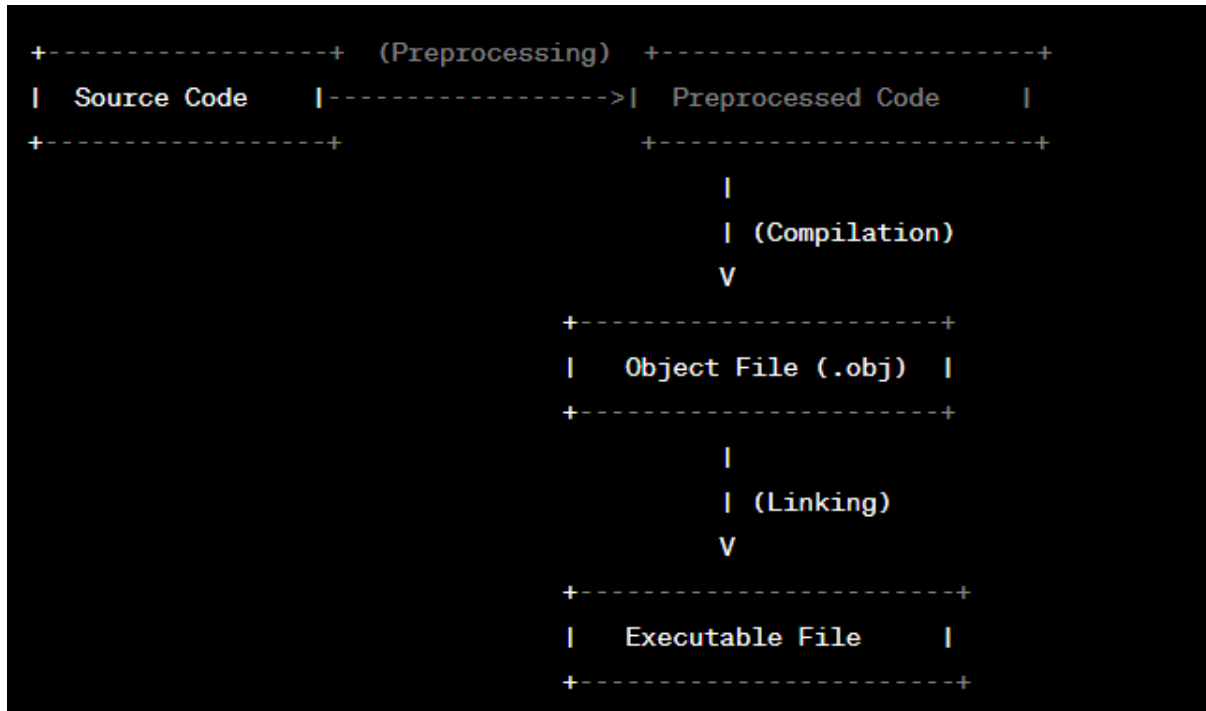 +------------------+ (Preprocessing) +------------------------+
| Source Code |------------------>| Preprocessed Code |
+------------------+ +------------------------+
|
| (Compilation)
V
+-----------------------+
| Object File (.obj) |
+-----------------------+
|
| (Linking)
V
+------------------------+
| Executable File |
+------------------------+